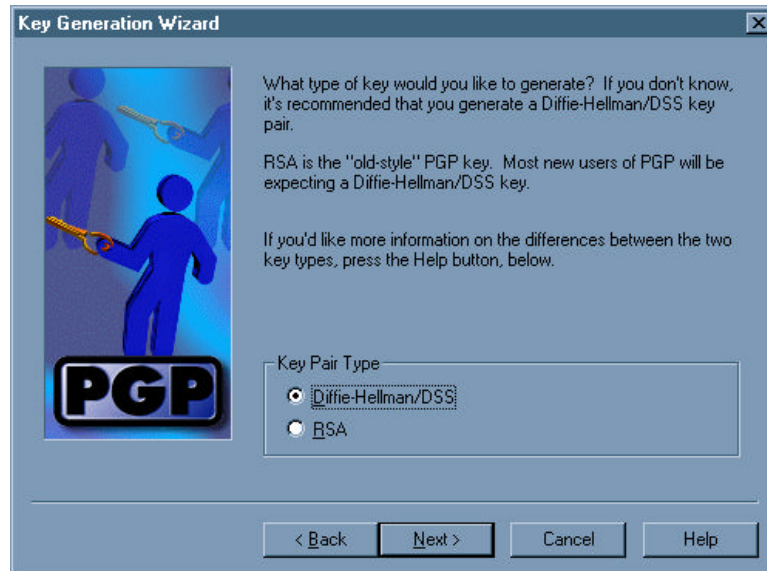 Key Generation Wizard
What type of key would you like to generate? If you don't know,
it's recommended that you generate a Diffie-Hellman/DSS key
pair.
RSA is the "old-style" PGP key. Most new users of PGP will be
expecting a Diffie-Hellman/DSS key.
If you'd like more information on the differences between the two
key types, press the Help button, below.
PGP
Key Pair Type
Diffie-Hellman/DSS
RSA
< Back Next > Cancel Help